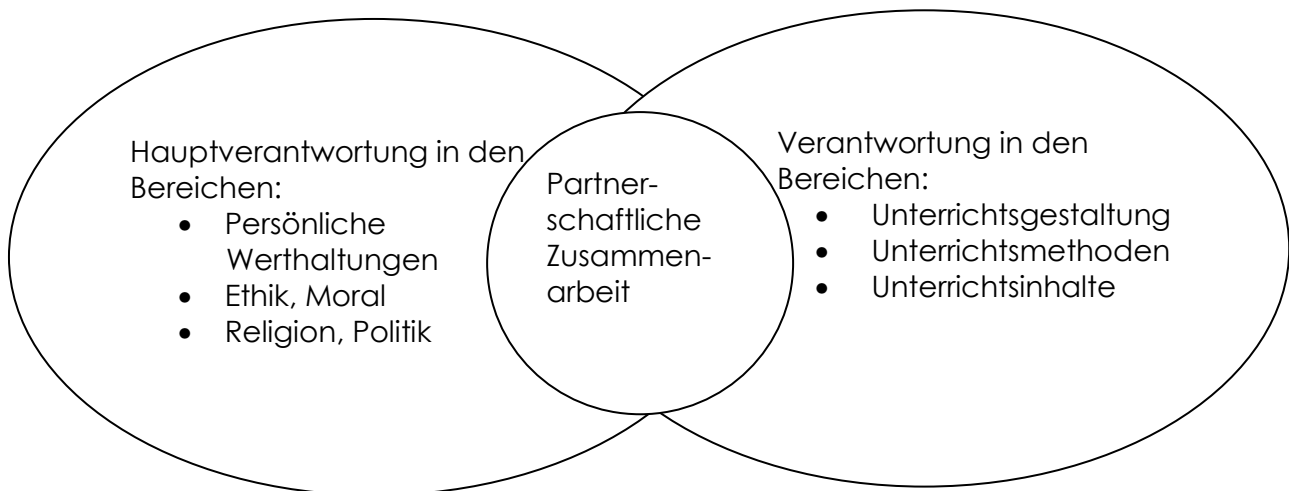 Hauptverantwortung in den
Bereichen:
• Persönliche
Werthaltungen
• Ethik, Moral
• Religion, Politik
Partner-
schaftliche
Zusammen-
arbeit
Verantwortung in den
Bereichen:
• Unterrichtsgestaltung
• Unterrichtsmethoden
• Unterrichtsinhalte